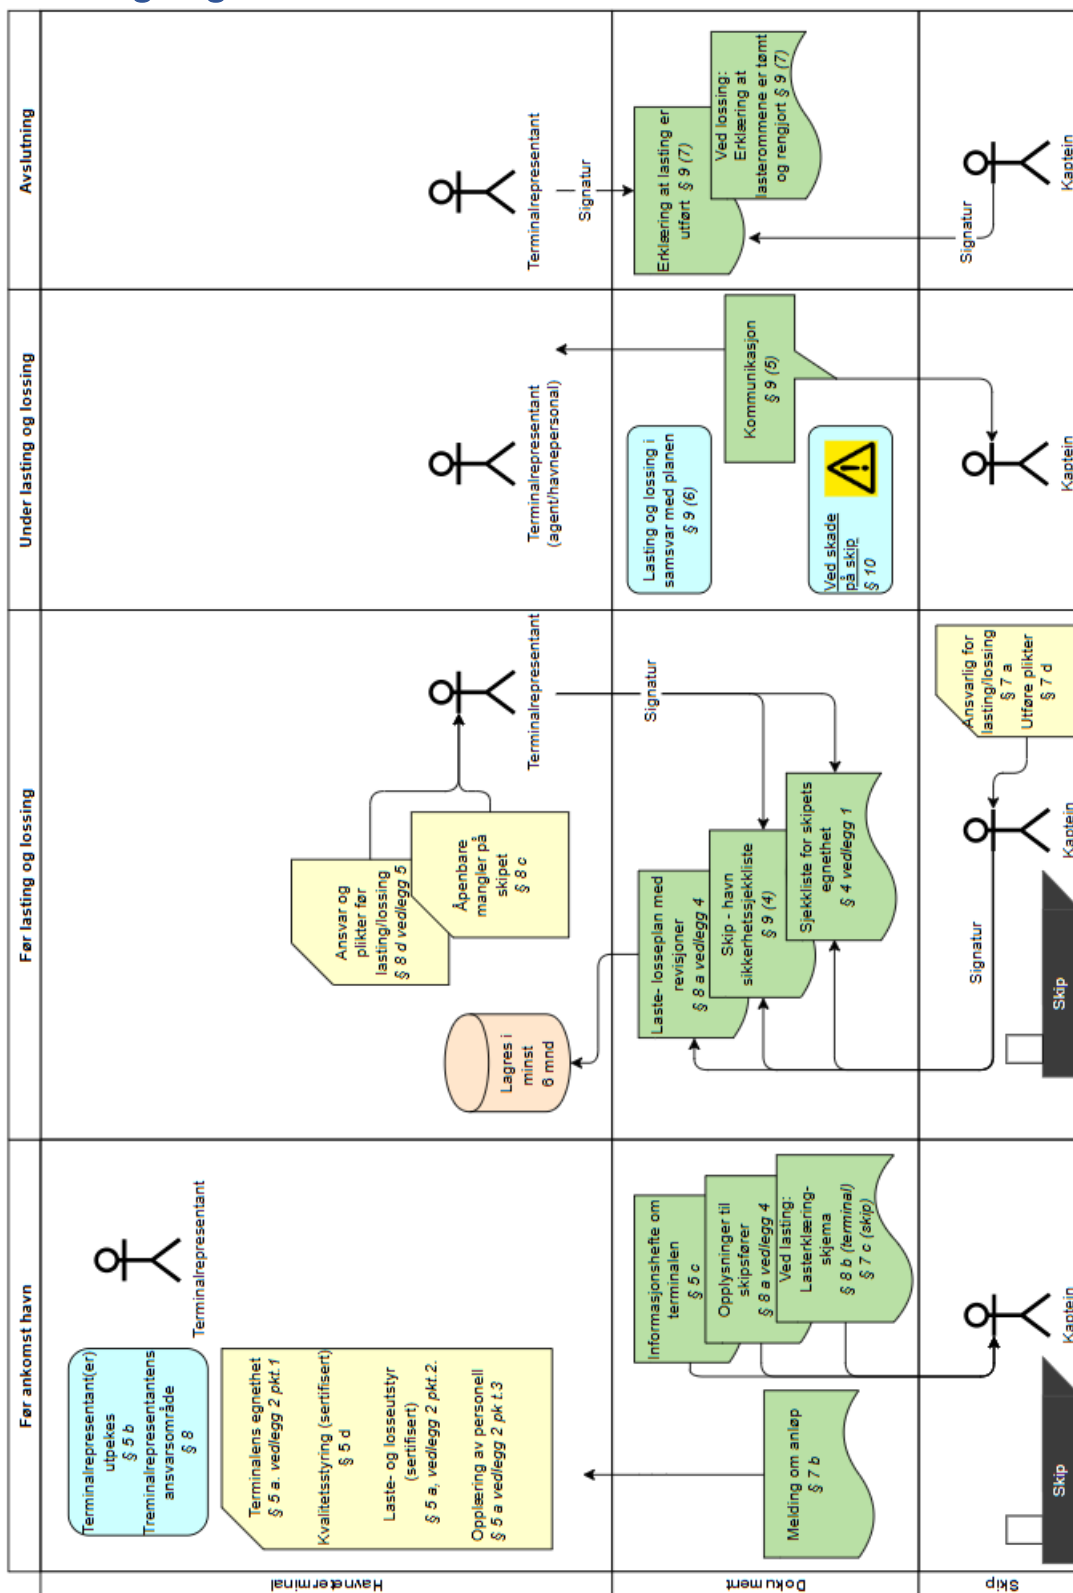 Før ankomst havn
Før lasting og lossing
Under lasting og lossing
Avslutning
Havneterminal
Terminalrepresentant(er)
utpekes
§ 5 b
Treminalrepresentantens
ansvarsområde
§ 8
Terminalrepresentant
Terminalens egnethet
§ 5 a. vedlegg 2 pkt.1
Kvalitetsstyring (sertifisert)
§ 5 d
Laste- og losseutstyr
(sertifisert)
§ 5 a, vedlegg 2 pkt.2.
Opplæring av personell
§ 5 a vedlegg 2 pk t.3
Ansvar og
plikter før
lasting/lossing
§ 8 d vedlegg 5
Åpenbare
mangler på
skipet
§ 8 c
Lagres i
minst
6 mnd
Terminalrepresentant
Signatur
Terminalrepresentant
(agent/havnepersonal)
Terminalrepresentant
Signatur
Dokument
Melding om anløp
§ 7 b
Informasjonshefte om
terminalen
§ 5 c
Opplysninger til
skipsfører
§ 8 a vedlegg 4
Ved lasting:
Lasterklæring-
skjema
§ 8 b (terminal)
§ 7 c (skip)
Laste- losseplan med
revisjoner
§ 8 a vedlegg 4
Skip - havn
sikkerhetssjekkliste
§ 9 (4)
Sjekkliste for skipets
egnethet
§ 4 vedlegg 1
Lasting og lossing i
samsvar med planen
§ 9 (6)
Kommunikasjon
§ 9 (5)
Ved skade
på skip
§ 10
Erklæring at lasting er
utført § 9 (7)
Ved lossing:
Erklæring at
lasterommene er tømt
og rengjort § 9 (7)
Skip
Skip
Kaptein
Skip
Signatur
Kaptein
Ansvarlig for
lasting/lossing
§ 7 a
Utføre plikter
§ 7 d
Kaptein
Signatur
Kaptein